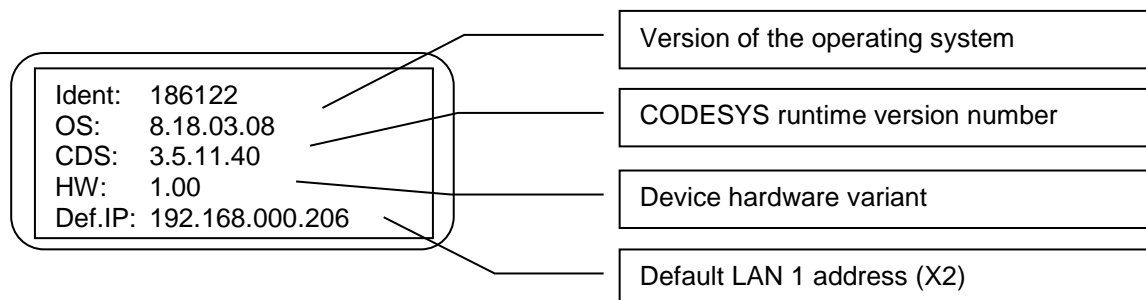 Ident: 186122
OS: 8.18.03.08
CDS: 3.5.11.40
HW: 1.00
Def.IP: 192.168.000.206
Version of the operating system
CODESYS runtime version number
Device hardware variant
Default LAN 1 address (X2)